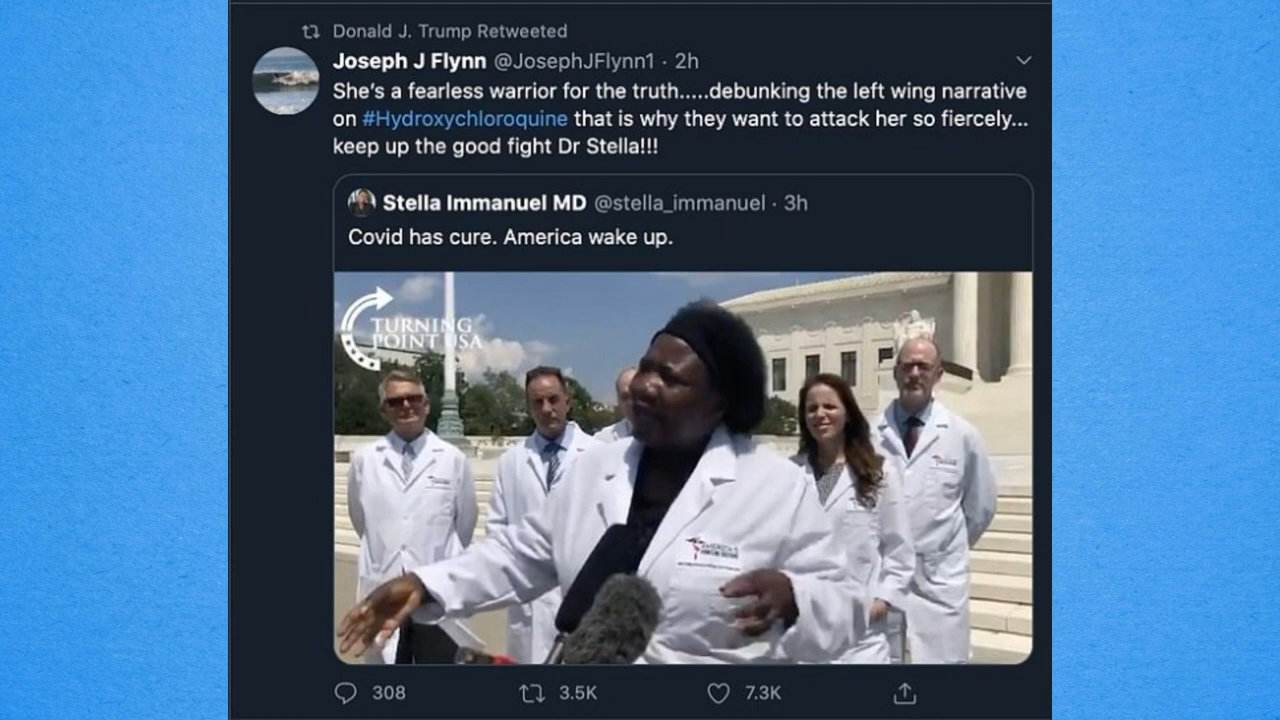 Donald J. Trump Retweeted
Joseph J Flynn @JosephJFlynn1 · 2h
She's a fearless warrior for the truth.....debunking the left wing narrative
on #Hydroxychloroquine that is why they want to attack her so fiercely...
keep up the good fight Dr Stella!!!
Stella Immanuel MD @stella_immanuel · 3h
Covid has cure. America wake up.
TURNING
POINT USA
AMERICA'S
308 3.5K 7.3K